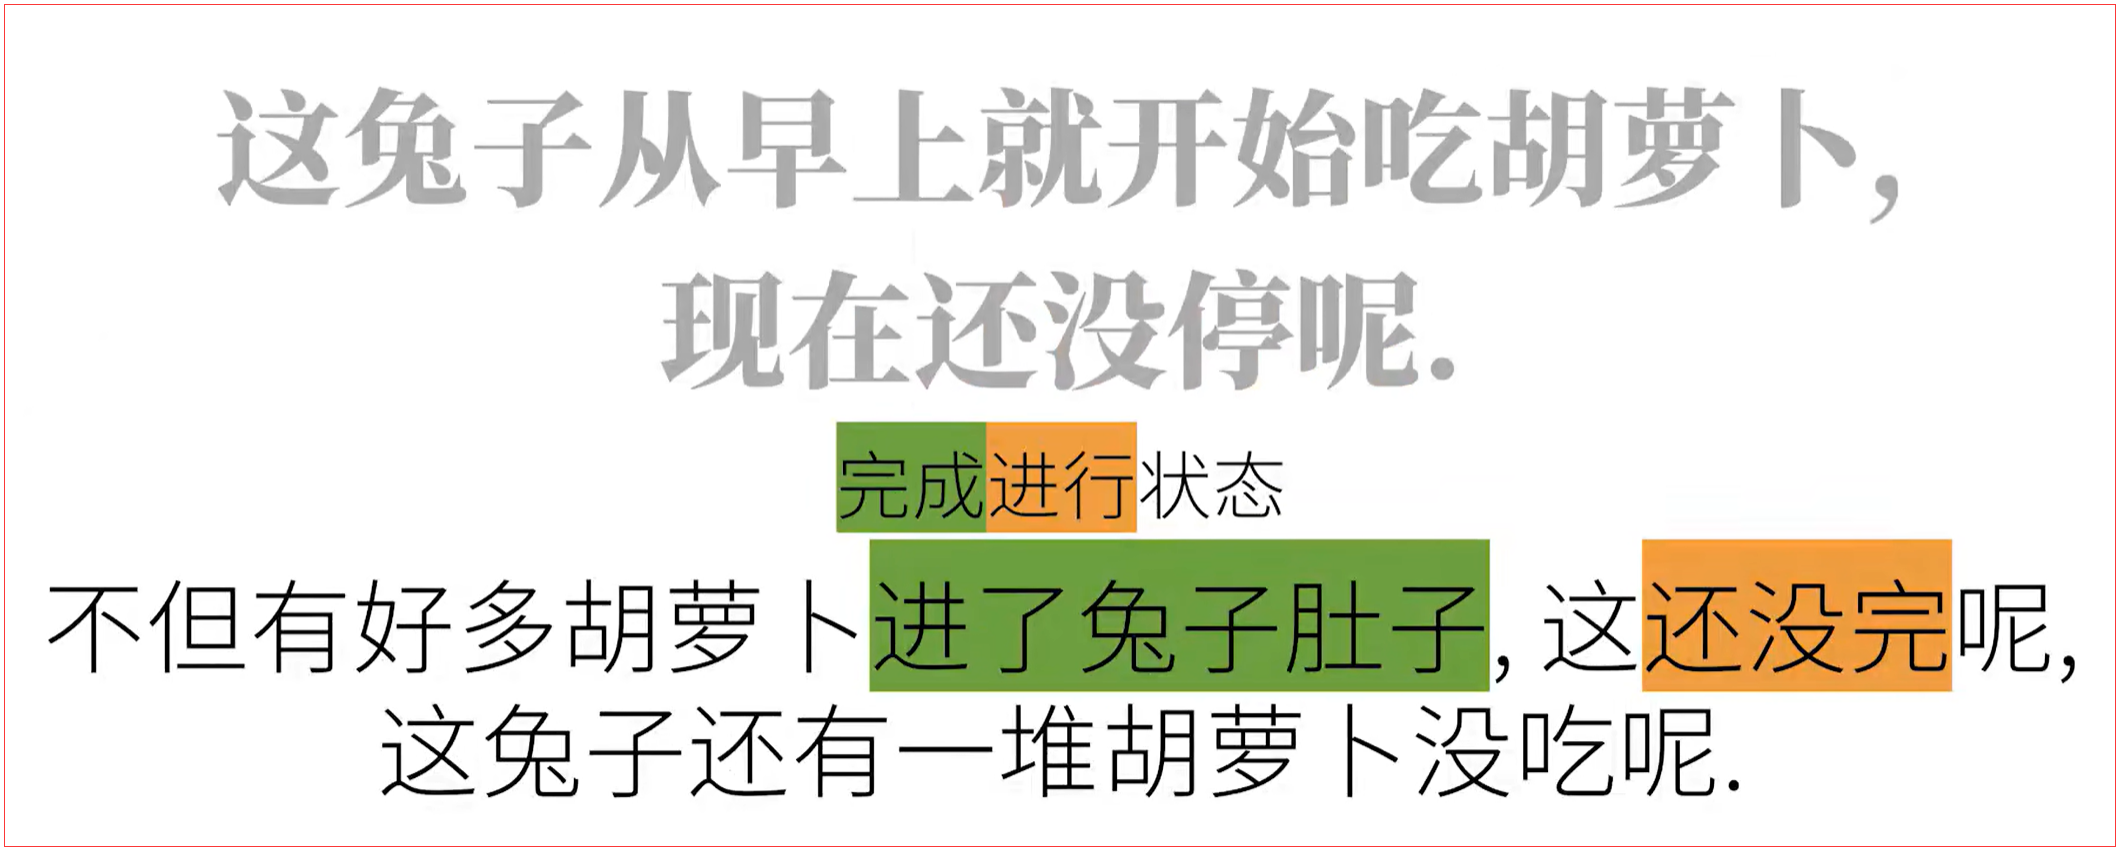 这兔子从早上就开始吃胡萝卜,
现在还没停呢.
完成进行状态
不但有好多胡萝卜进了兔子肚子, 这还没完呢,
这兔子还有一堆胡萝卜没吃呢.